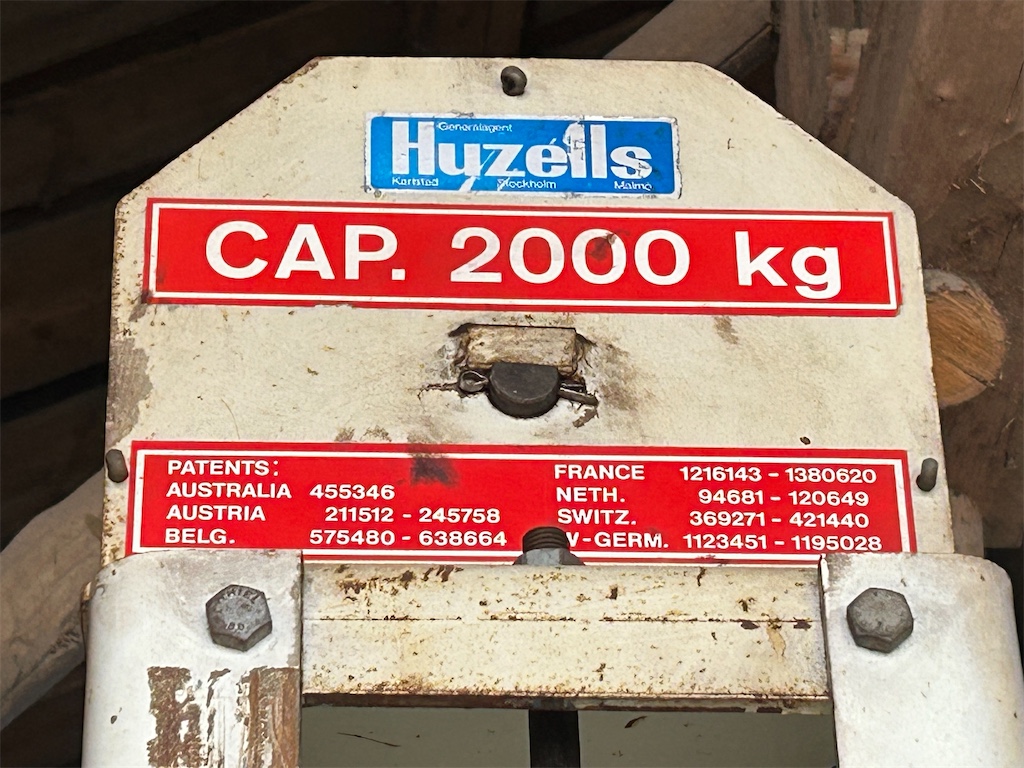 Generalagent
Huzells
Karlstad Stockholm Malmö
CAP. 2000 kg
PATENTS:
AUSTRALIA 455346
AUSTRIA 211512 - 245758
BELG. 575480 - 638664
FRANCE 1216143 - 1380620
NETH. 94681 - 120649
SWITZ. 369271 - 421440
W-GERM. 1123451 - 1195028